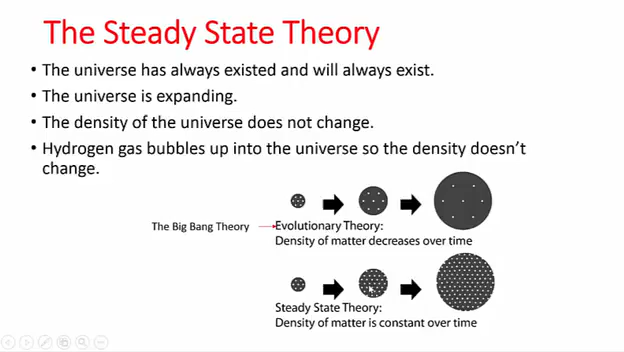 The Steady State Theory
• The universe has always existed and will always exist.
• The universe is expanding.
• The density of the universe does not change.
• Hydrogen gas bubbles up into the universe so the density doesn't
change.
The Big Bang Theory
Evolutionary Theory:
Density of matter decreases over time
Steady State Theory:
Density of matter is constant over time